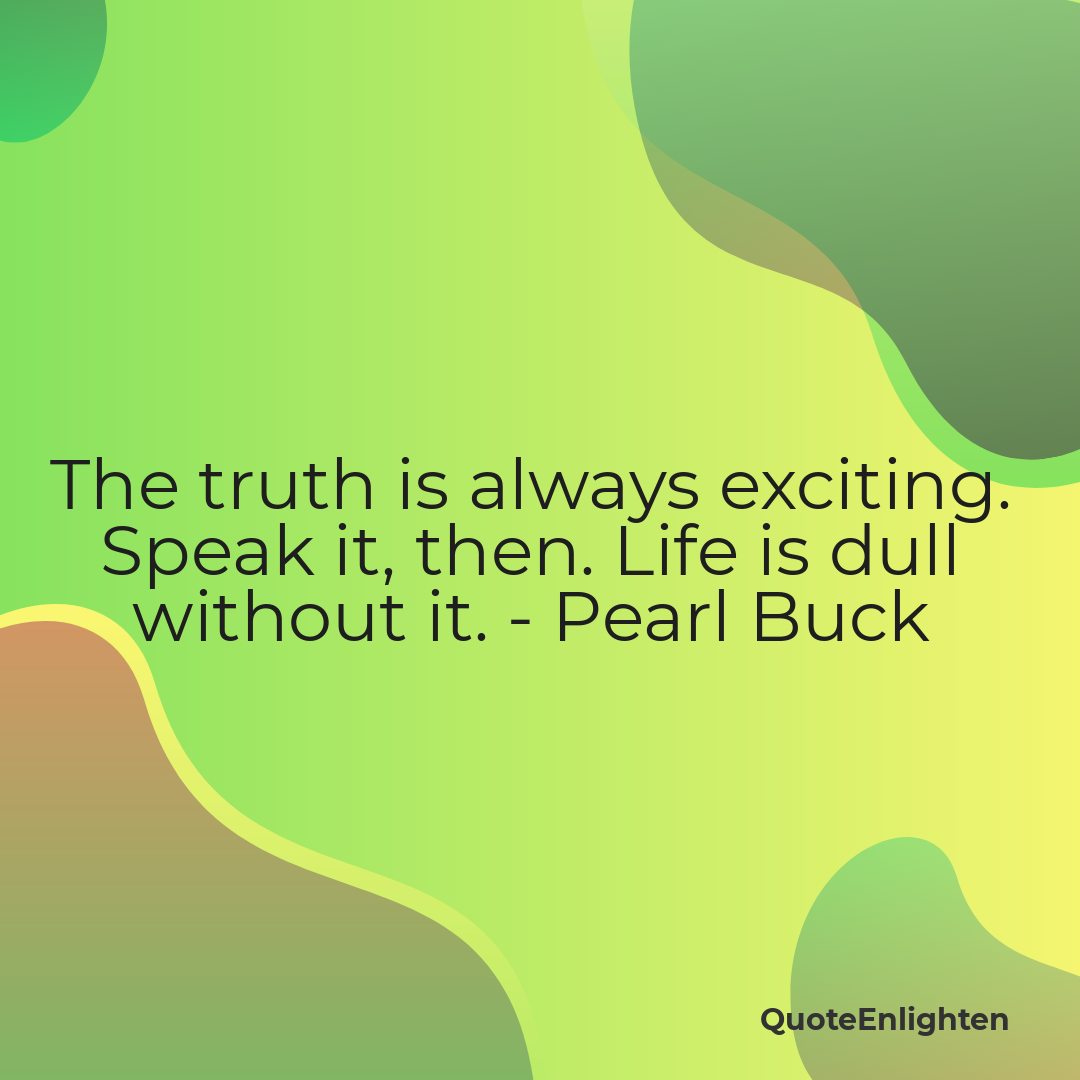 The truth is always exciting.
Speak it, then. Life is dull
without it. - Pearl Buck
QuoteEnlighten